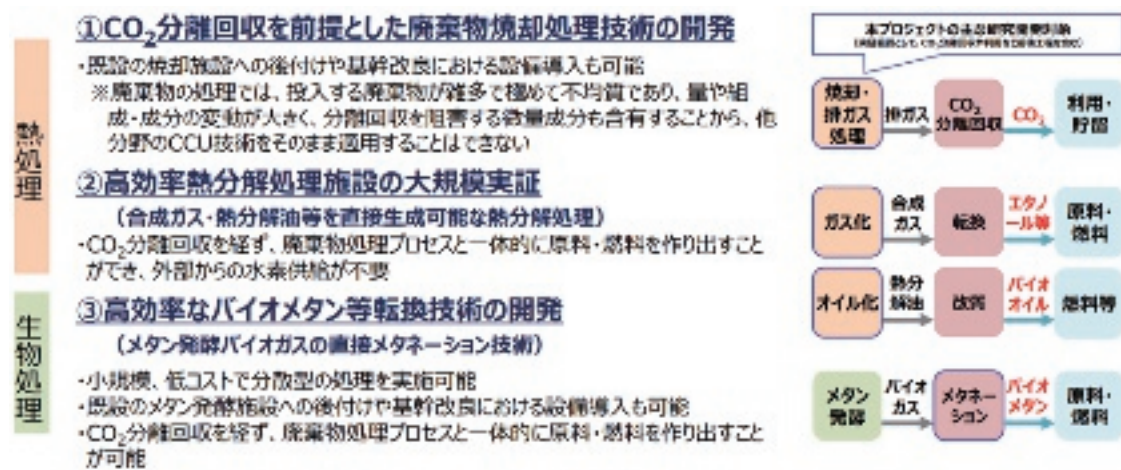 熱処理
①CO₂分離回収を前提とした廃棄物焼却処理技術の開発
・既設の焼却施設への後付けや基幹改良における設備導入も可能
※廃棄物の処理では、投入する廃棄物が雑多で極めて不均質であり、量や組
成・成分の変動が大きく、分離回収を阻害する微量成分も含有することから、他
分野のCCU技術をそのまま適用することはできない
②高効率熱分解処理施設の大規模実証
(合成ガス・熱分解油等を直接生成可能な熱分解処理)
・CO₂分離回収を経ず、廃棄物処理プロセスと一体的に原料・燃料を作り出すこと
ができ、外部からの水素供給が不要
生物処理
③高効率なバイオメタン等転換技術の開発
(メタン発酵バイオガスの直接メタネーション技術)
・小規模、低コストで分散型の処理を実施可能
・既設のメタン発酵施設への後付けや基幹改良における設備導入も可能
・CO₂分離回収を経ず、廃棄物処理プロセスと一体的に原料・燃料を作り出すこと
が可能
本プロジェクトの主な研究開発対象
焼却・
排ガス
処理
排ガス
CO₂
分離回収
CO₂
利用・
貯留
ガス化
合成
ガス
転換
エタノ
ール等
原料・
燃料
オイル化
熱分
解油
改質
バイオ
オイル
燃料等
メタン
発酵
バイオ
ガス
メタネー
ション
バイオ
メタン
原料・
燃料